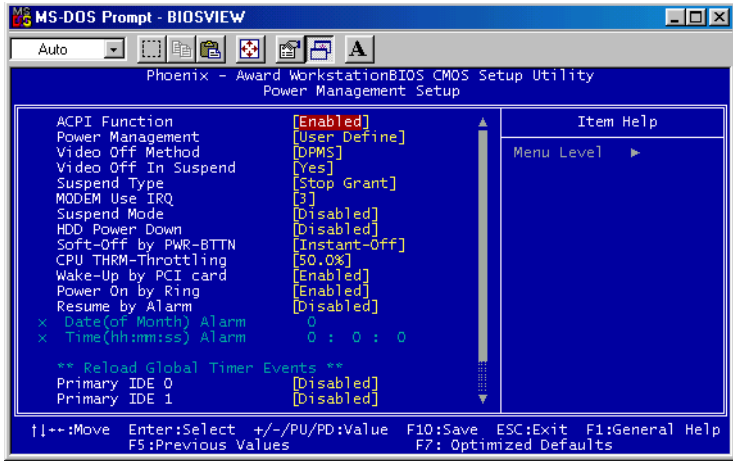 MS-DOS Prompt - BIOSVIEW
Auto
A
Phoenix - Award WorkstationBIOS CMOS Setup Utility
Power Management Setup
ACPI Function [Enabled]
Power Management [User Define]
Video Off Method [DPMS]
Video Off In Suspend [Yes]
Suspend Type [Stop Grant]
MODEM Use IRQ [3]
Suspend Mode [Disabled]
HDD Power Down [Disabled]
Soft-Off by PWR-BTTN [Instant-Off]
CPU THRM-Throttling [50.0%]
Wake-Up by PCI card [Enabled]
Power On by Ring [Enabled]
Resume by Alarm [Disabled]
x Date(of Month) Alarm 0
x Time(hh:mm:ss) Alarm 0 : 0 : 0
** Reload Global Timer Events **
Primary IDE 0 [Disabled]
Primary IDE 1 [Disabled]
Item Help
Menu Level ►
↑↓←→:Move Enter:Select +/-/PU/PD:Value F10:Save ESC:Exit F1:General Help
F5:Previous Values F7: Optimized Defaults